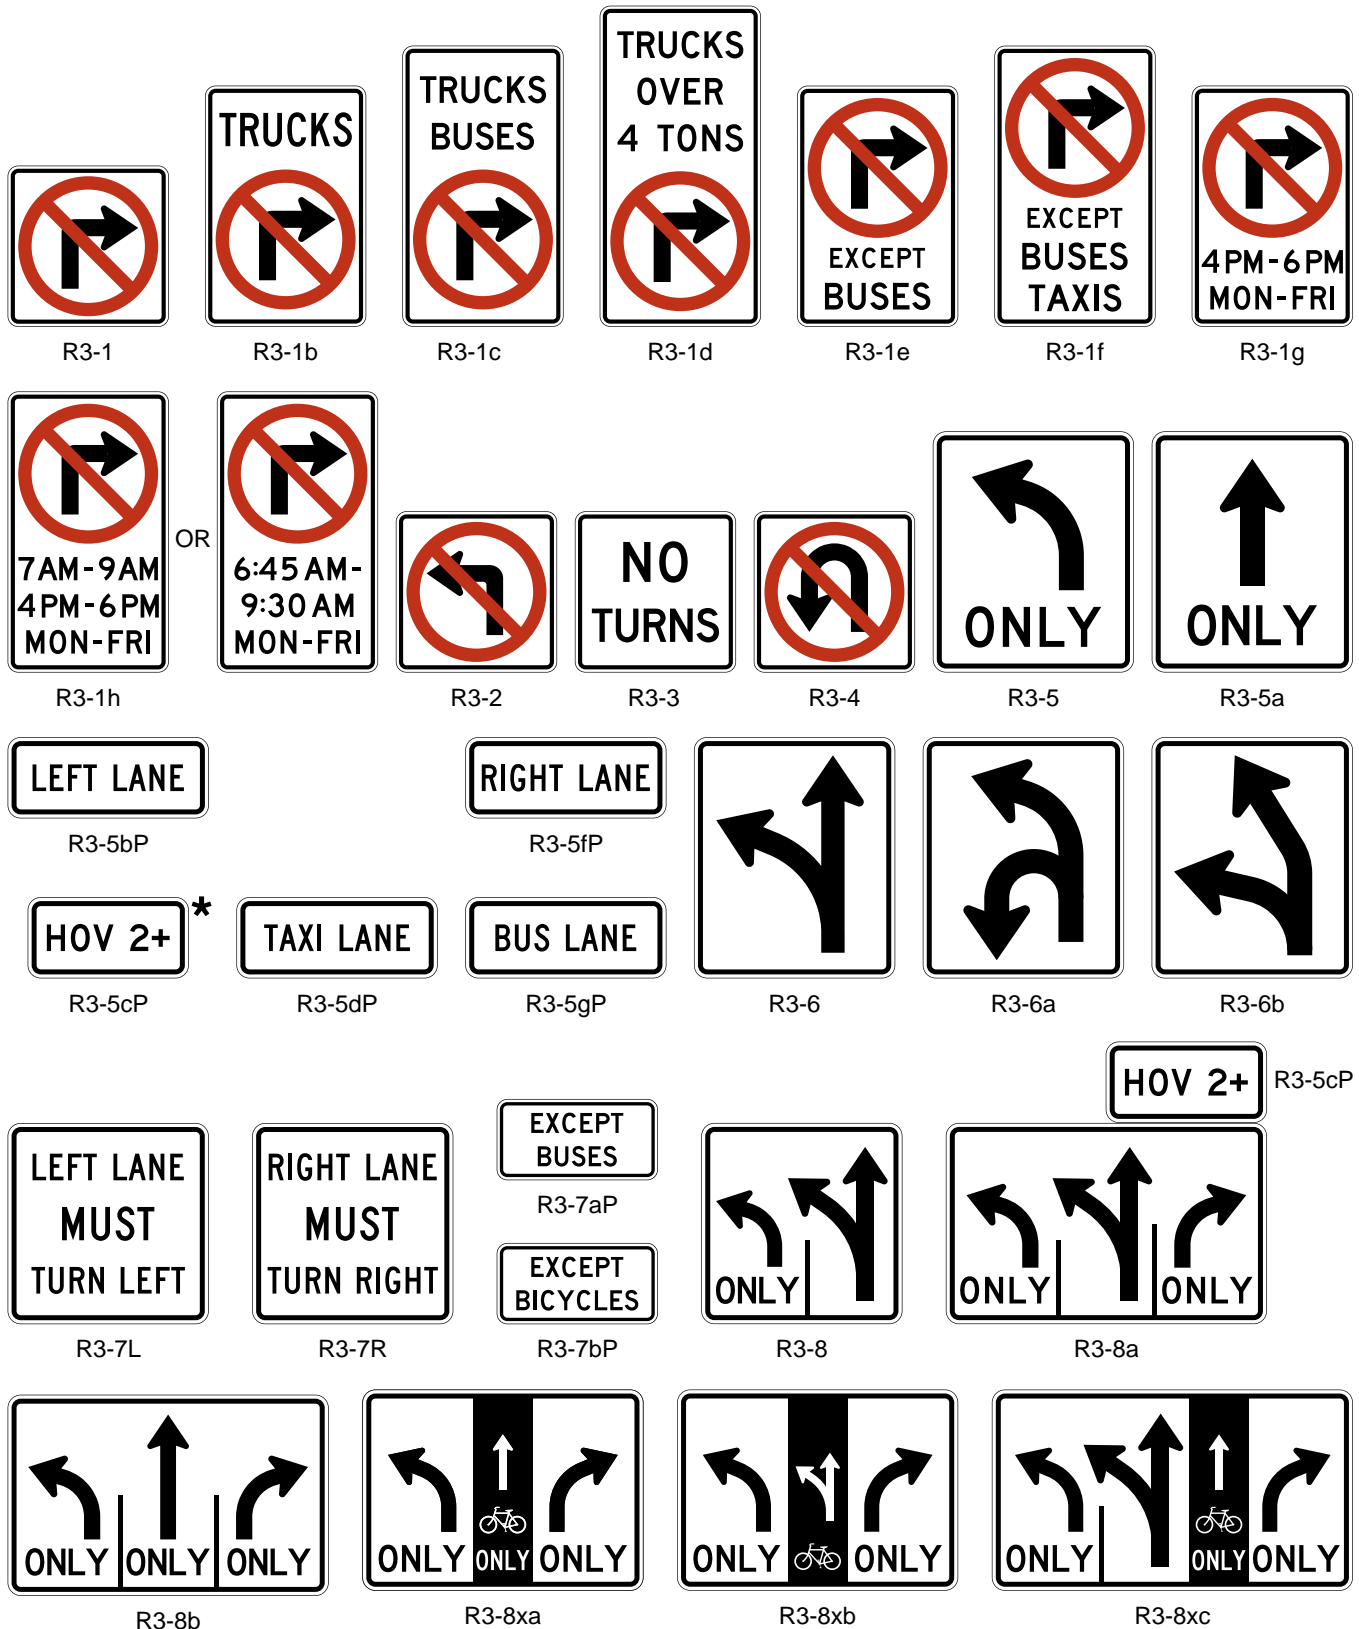 TRUCKS
R3-1
TRUCKS
R3-1b
TRUCKS
BUSES
R3-1c
TRUCKS
OVER
4 TONS
R3-1d
EXCEPT
BUSES
R3-1e
EXCEPT
BUSES
TAXIS
R3-1f
4PM-6PM
MON-FRI
R3-1g
7AM-9AM
4PM-6PM
MON-FRI
R3-1h
OR
6:45 AM-
9:30 AM
MON-FRI
R3-2
NO
TURNS
R3-3
R3-4
ONLY
R3-5
ONLY
R3-5a
LEFT LANE
R3-5bP
RIGHT LANE
R3-5fP
HOV 2+ *
R3-5cP
TAXI LANE
R3-5dP
BUS LANE
R3-5gP
R3-6
R3-6a
R3-6b
LEFT LANE
MUST
TURN LEFT
R3-7L
RIGHT LANE
MUST
TURN RIGHT
R3-7R
EXCEPT
BUSES
R3-7aP
EXCEPT
BICYCLES
R3-7bP
ONLY
R3-8
HOV 2+
R3-5cP
ONLY ONLY
R3-8a
ONLY ONLY ONLY
R3-8b
ONLY ONLY ONLY
R3-8xa
ONLY ONLY
R3-8xb
ONLY ONLY ONLY
R3-8xc